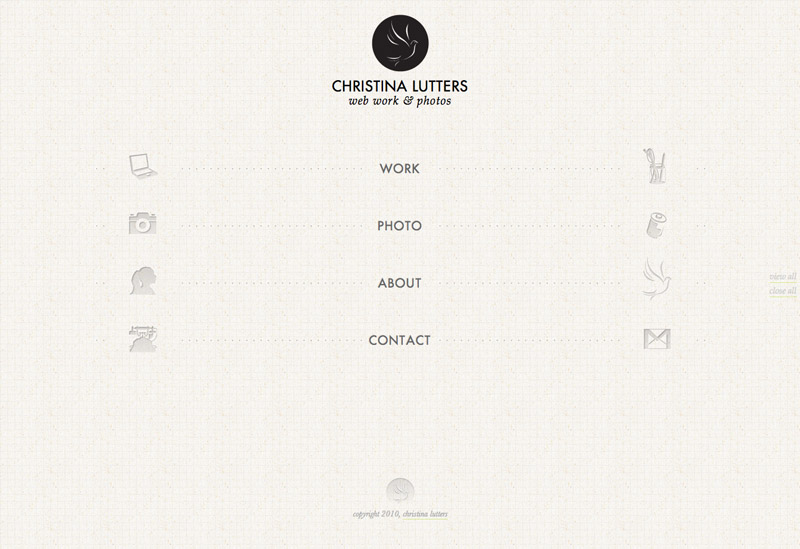 CHRISTINA LUTTERS
web work & photos
WORK
PHOTO
ABOUT
view all
close all
CONTACT
copyright 2010, christina lutters